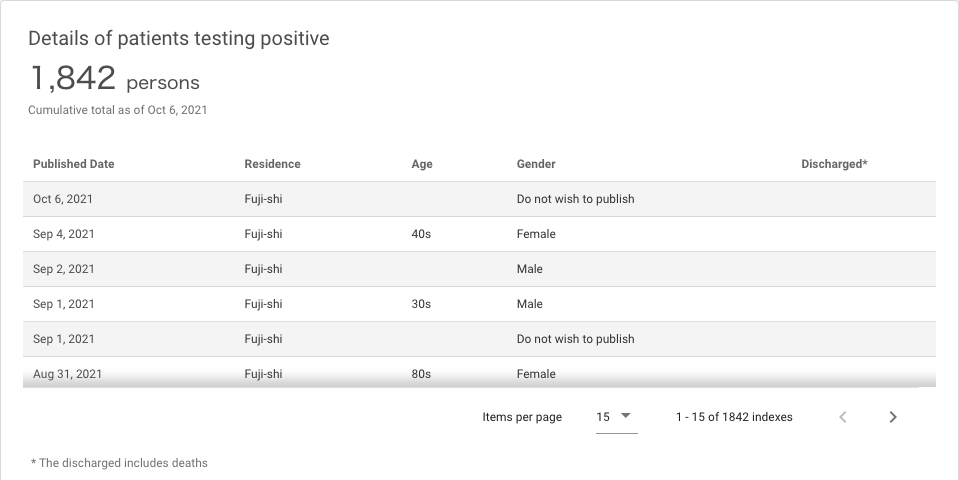 Details of patients testing positive
1,842 persons
Cumulative total as of Oct 6, 2021
Published Date Residence Age Gender Discharged*
Oct 6, 2021 Fuji-shi Do not wish to publish
Sep 4, 2021 Fuji-shi 40s Female
Sep 2, 2021 Fuji-shi Male
Sep 1, 2021 Fuji-shi 30s Male
Sep 1, 2021 Fuji-shi Do not wish to publish
Aug 31, 2021 Fuji-shi 80s Female
Items per page 15 1 - 15 of 1842 indexes
* The discharged includes deaths